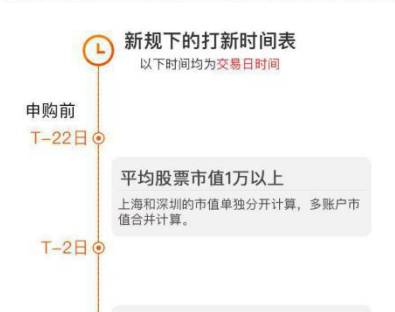 新规下的打新时间表
以下时间均为交易日时间
申购前
T-22日
平均股票市值1万以上
上海和深圳的市值单独分开计算，多账户市
值合并计算。
T-2日